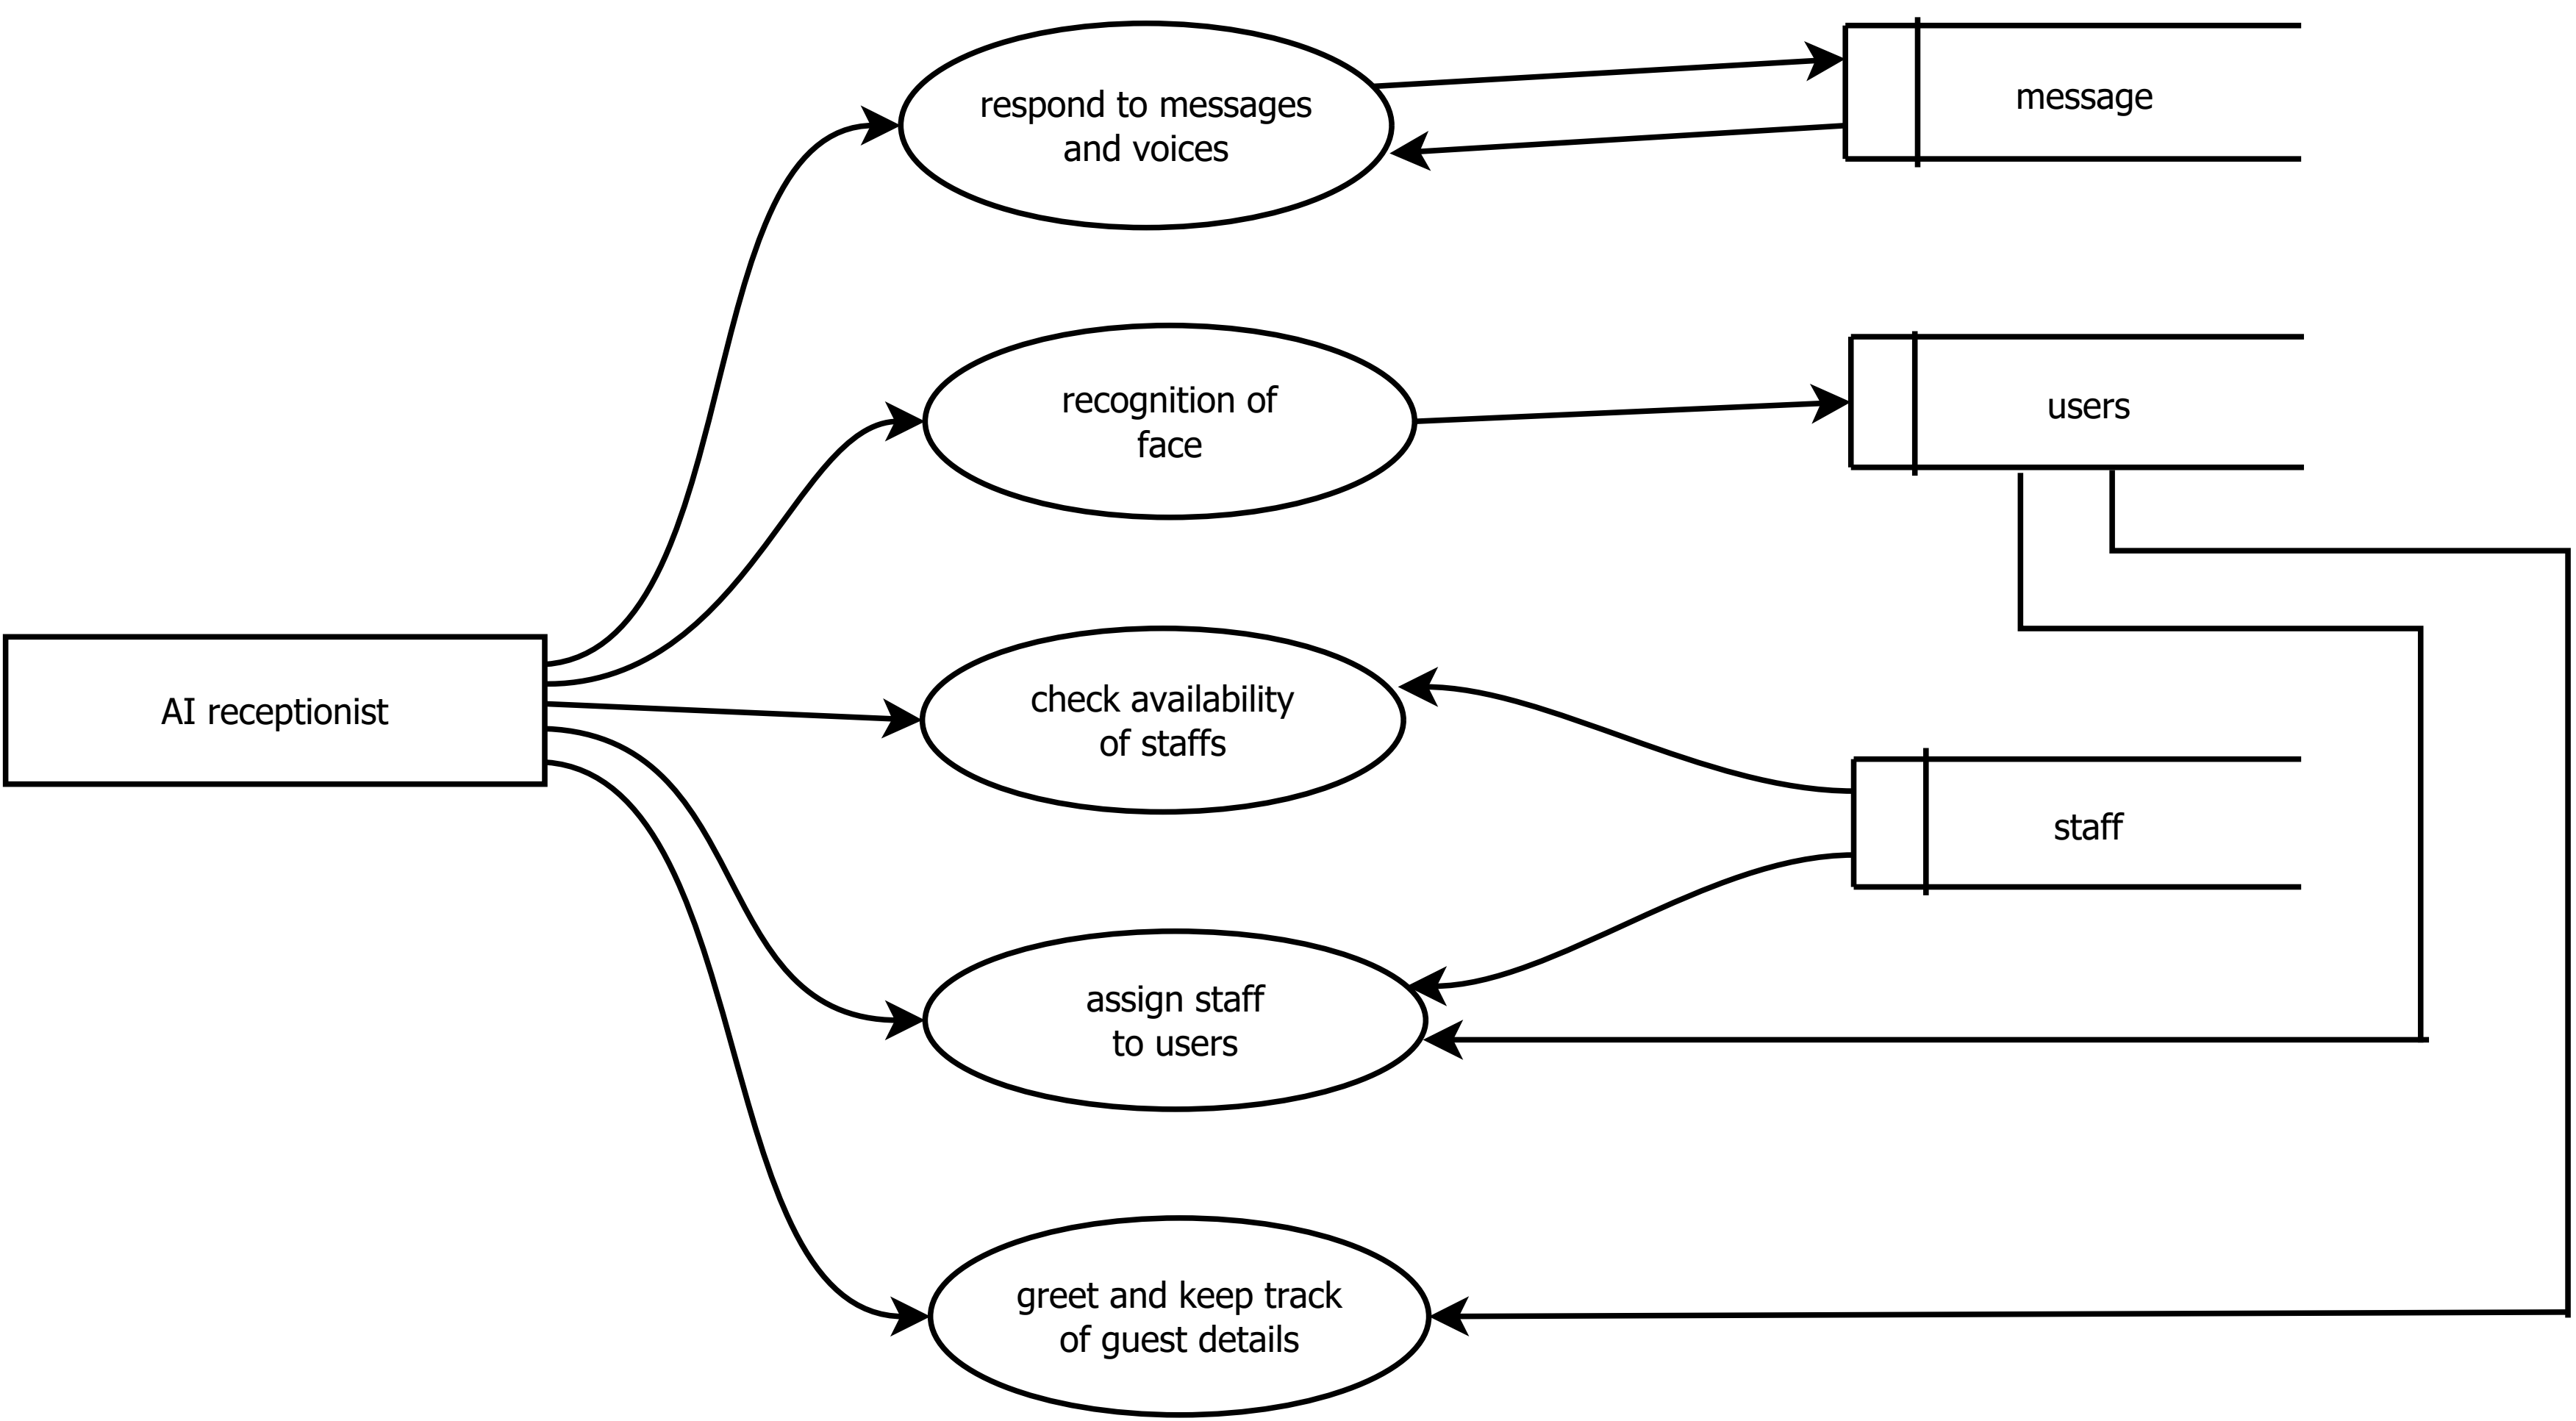 respond to messages
and voices
message
recognition of
face
users
AI receptionist
check availability
of staffs
staff
assign staff
to users
greet and keep track
of guest details